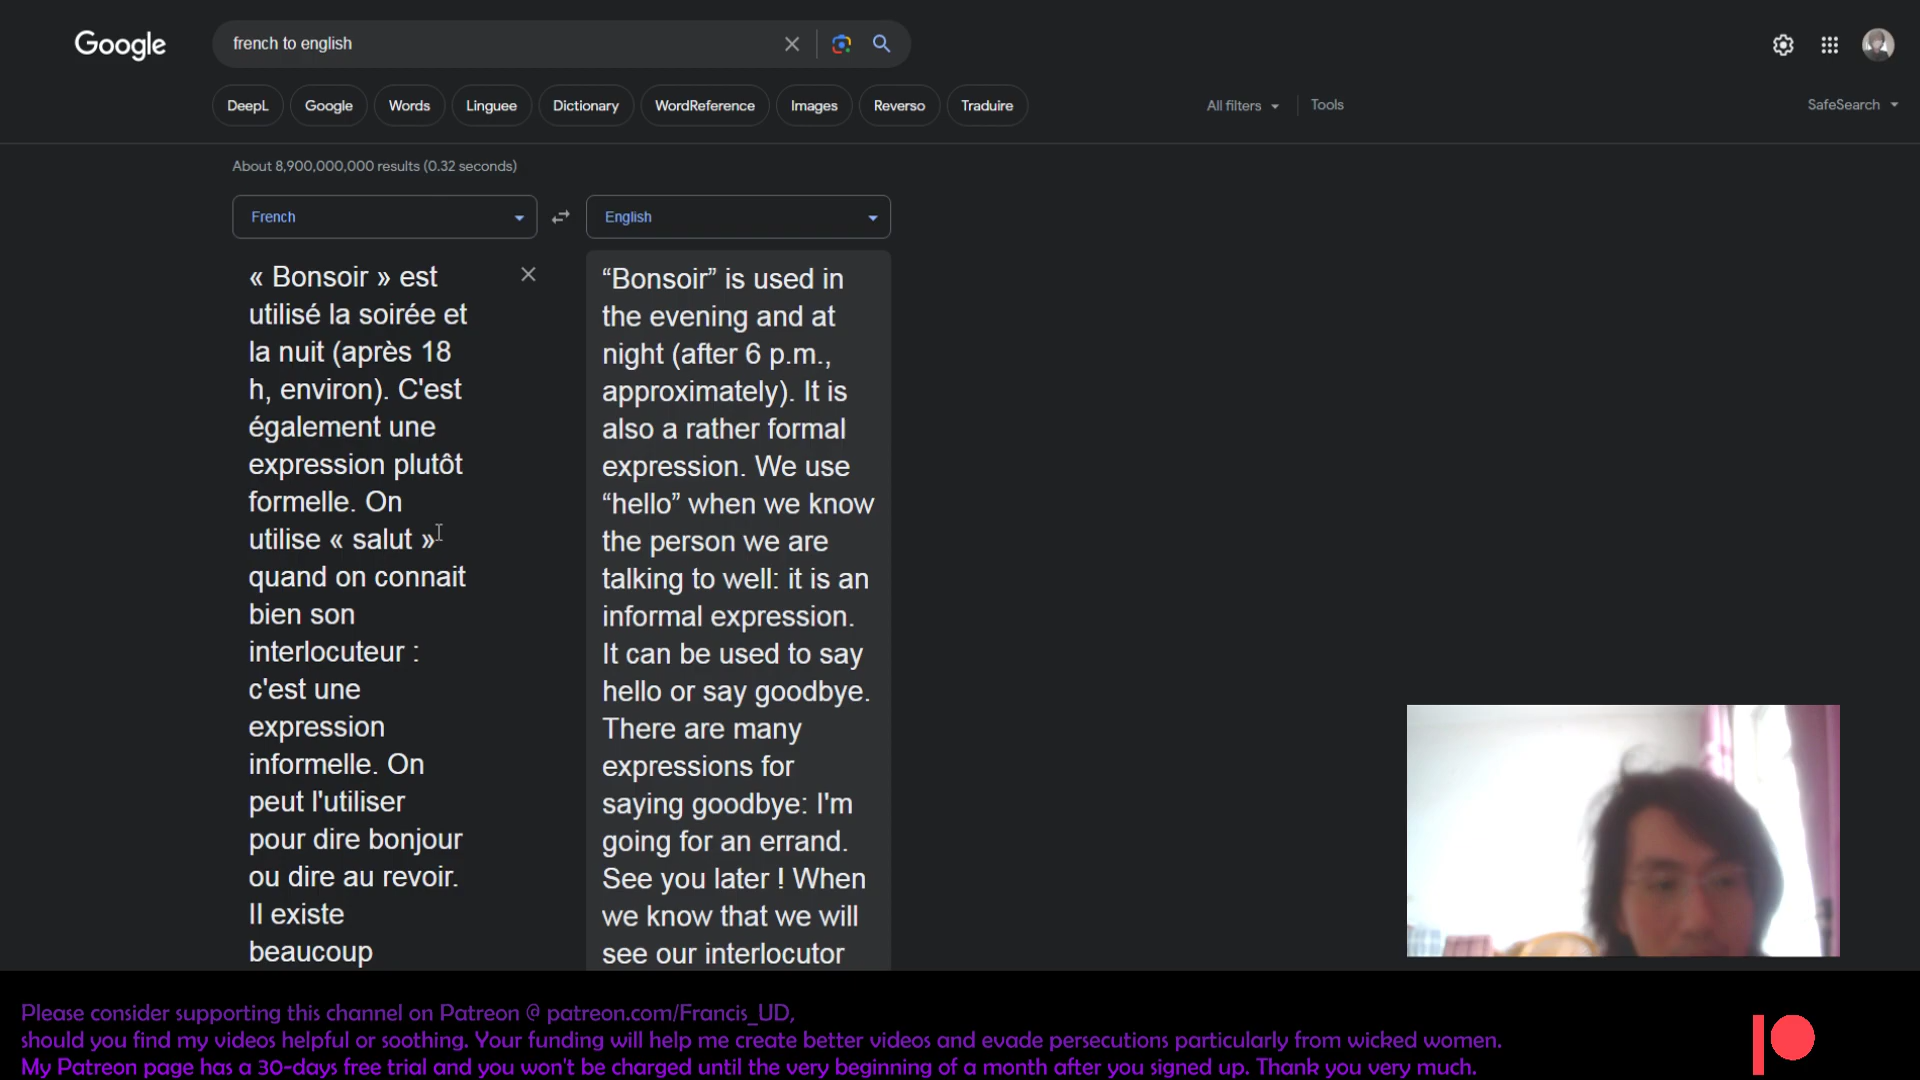 Google
french to english
DeepL Google Words Linguee Dictionary WordReference Images Reverso Traduire All filters Tools SafeSearch
About 8,900,000,000 results (0.32 seconds)
French English
« Bonsoir » est
utilisé la soirée et
la nuit (après 18
h, environ). C'est
également une
expression plutôt
formelle. On
utilise « salut »
quand on connait
bien son
interlocuteur :
c'est une
expression
informelle. On
peut l'utiliser
pour dire bonjour
ou dire au revoir.
Il existe
beaucoup
“Bonsoir” is used in
the evening and at
night (after 6 p.m.,
approximately). It is
also a rather formal
expression. We use
“hello” when we know
the person we are
talking to well: it is an
informal expression.
It can be used to say
hello or say goodbye.
There are many
expressions for
saying goodbye: I'm
going for an errand.
See you later ! When
we know that we will
see our interlocutor
Please consider supporting this channel on Patreon @ patreon.com/Francis_UD,
should you find my videos helpful or soothing. Your funding will help me create better videos and evade persecutions particularly from wicked women.
My Patreon page has a 30-days free trial and you won't be charged until the very beginning of a month after you signed up. Thank you very much.